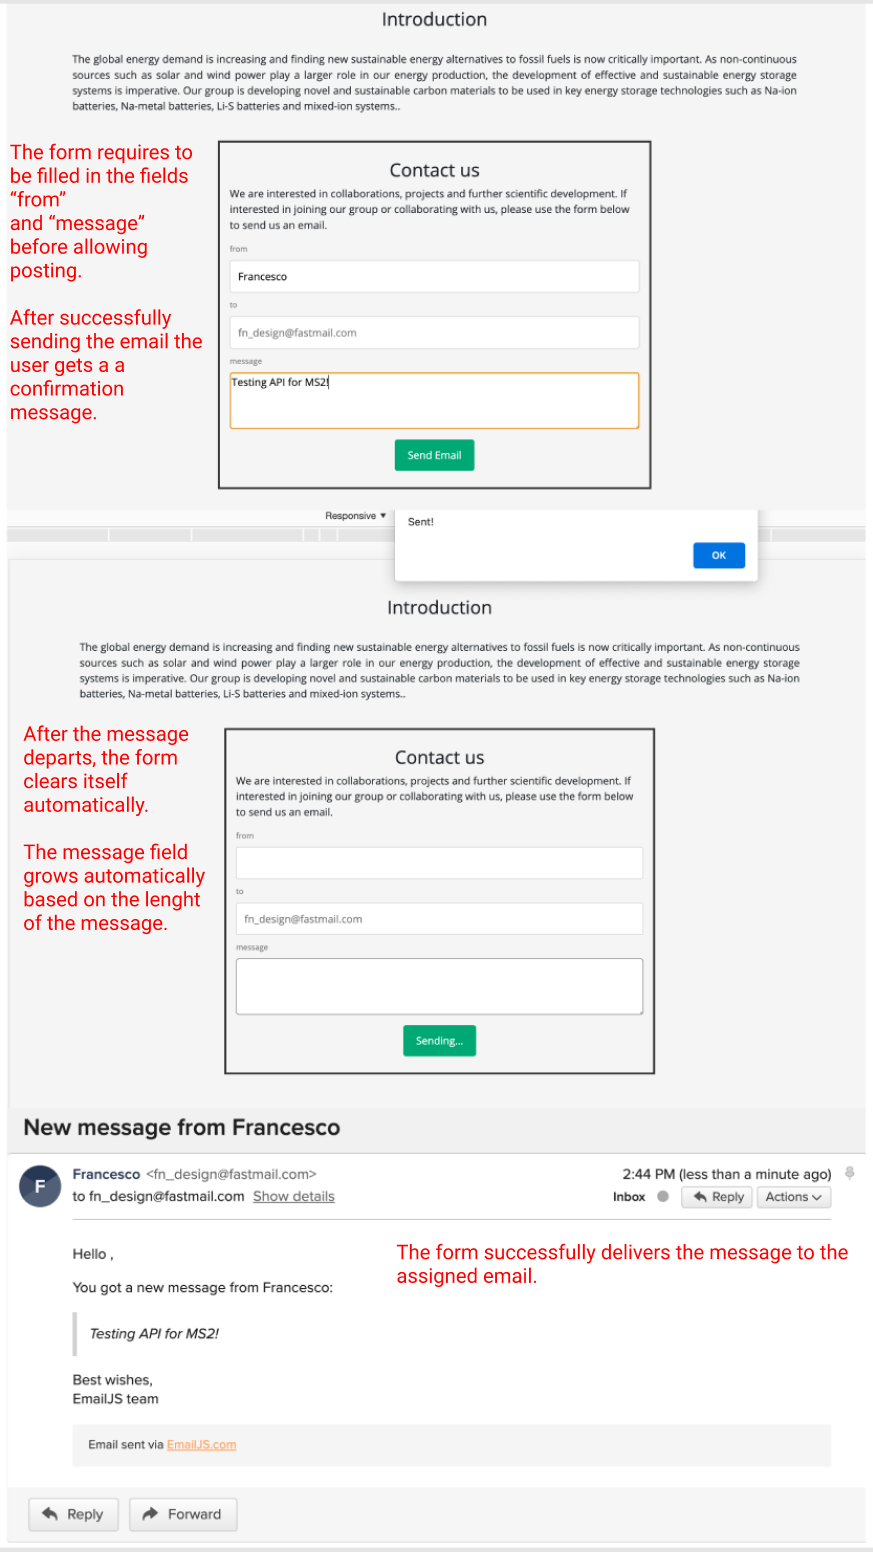 Introduction
The global energy demand is increasing and finding new sustainable energy alternatives to fossil fuels is now critically important. As non-continuous
sources such as solar and wind power play a larger role in our energy production, the development of effective and sustainable energy storage
systems is imperative. Our group is developing novel and sustainable carbon materials to be used in key energy storage technologies such as Na-ion
batteries, Na-metal batteries, Li-S batteries and mixed-ion systems..
The form requires to
be filled in the fields
“from”
and “message”
before allowing
posting.
After successfully
sending the email the
user gets a a
confirmation
message.
Contact us
We are interested in collaborations, projects and further scientific development. If
interested in joining our group or collaborating with us, please use the form below
to send us an email.
from
Francesco
to
fn_design@fastmail.com
message
Testing API for MS2!
Send Email
Responsive ▼
Sent!
OK
Introduction
The global energy demand is increasing and finding new sustainable energy alternatives to fossil fuels is now critically important. As non-continuous
sources such as solar and wind power play a larger role in our energy production, the development of effective and sustainable energy storage
systems is imperative. Our group is developing novel and sustainable carbon materials to be used in key energy storage technologies such as Na-ion
batteries, Na-metal batteries, Li-S batteries and mixed-ion systems..
After the message
departs, the form
clears itself
automatically.
The message field
grows automatically
based on the lenght
of the message.
Contact us
We are interested in collaborations, projects and further scientific development. If
interested in joining our group or collaborating with us, please use the form below
to send us an email.
from
to
fn_design@fastmail.com
message
Sending...
New message from Francesco
F
Francesco <fn_design@fastmail.com>
2:44 PM (less than a minute ago)
to fn_design@fastmail.com Show details
Inbox Reply Actions
Hello ,
The form successfully delivers the message to the
assigned email.
You got a new message from Francesco:
Testing API for MS2!
Best wishes,
EmailJS team
Email sent via EmailJS.com
Reply Forward